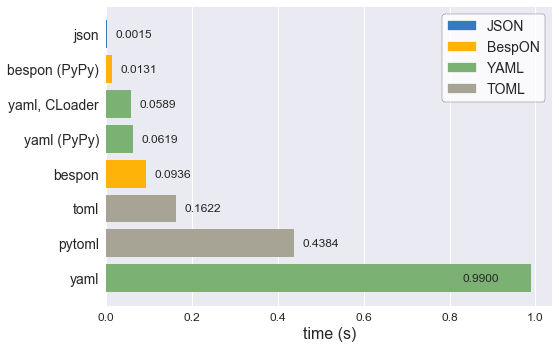 json 0.0015
bespon (PyPy) 0.0131
yaml, CLoader 0.0589
yaml (PyPy) 0.0619
bespon 0.0936
toml 0.1622
pytoml 0.4384
yaml 0.9900
0.0 0.2 0.4 0.6 0.8 1.0
time (s)
JSON
BespON
YAML
TOML